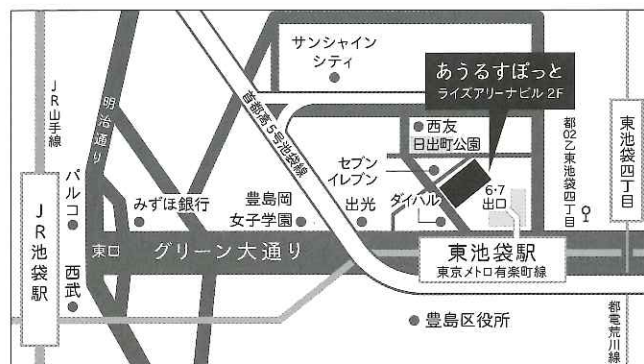 サンシャイン
シティ
あうるすぽっと
ライズアリーナビル 2F
JR山手線
明治通り
首都高5号池袋線
西友
日出町公園
都02乙東池袋四丁目
東池袋四丁目
セブン
イレブン
6・7
出口
パルコ
みずほ銀行
豊島岡
女子学園
出光
ダイハツ
JR池袋駅
東口
グリーン大通り
東池袋駅
東京メトロ有楽町線
西武
豊島区役所
都電荒川線